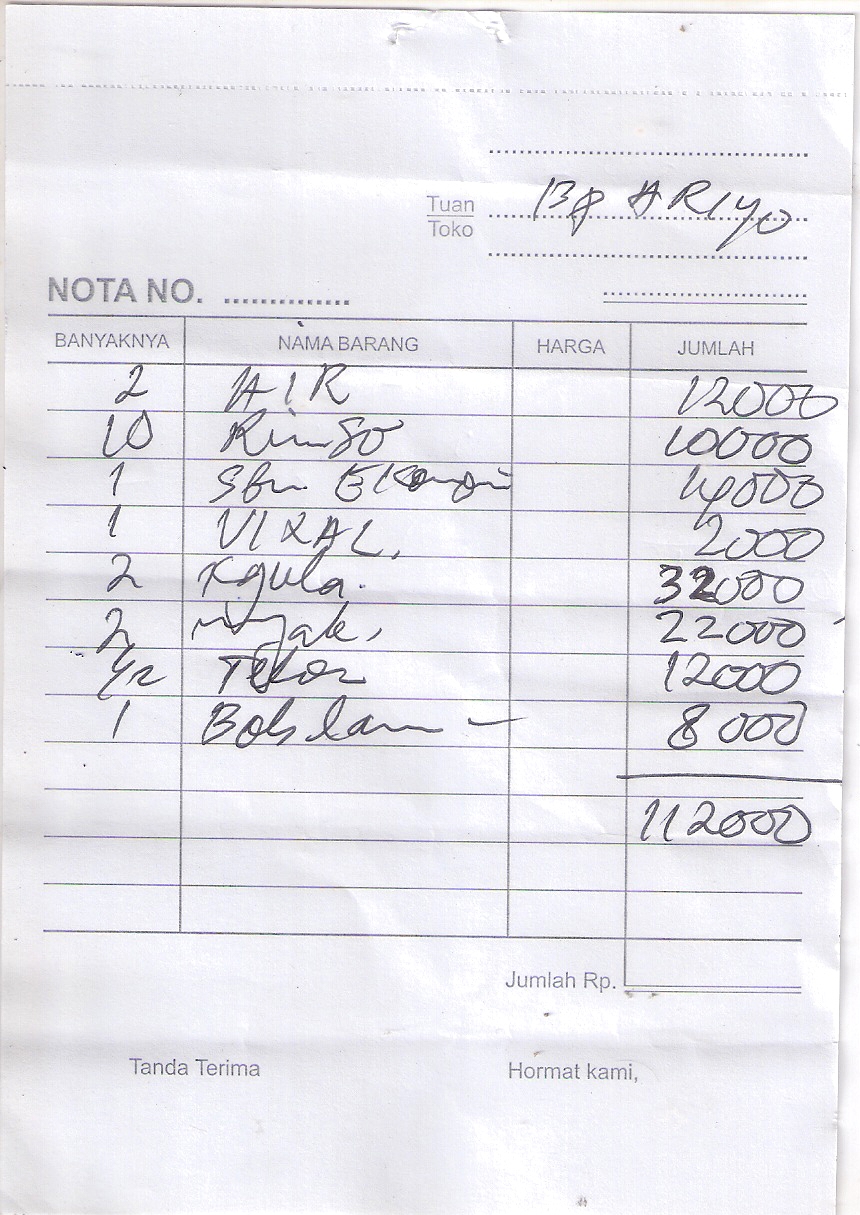 Tuan Bp ARIyo
Toko
NOTA NO. ..............
BANYAKNYA NAMA BARANG HARGA JUMLAH
2 AIR 12000
10 Rinso 10000
1 Sbn Ekonomi 14000
1 VIXAL. 2000
2 Kgula. 32000
2 minyak, 22000
1/2 Telor 12000
1 8000
112000
Jumlah Rp.
Tanda Terima Hormat kami,